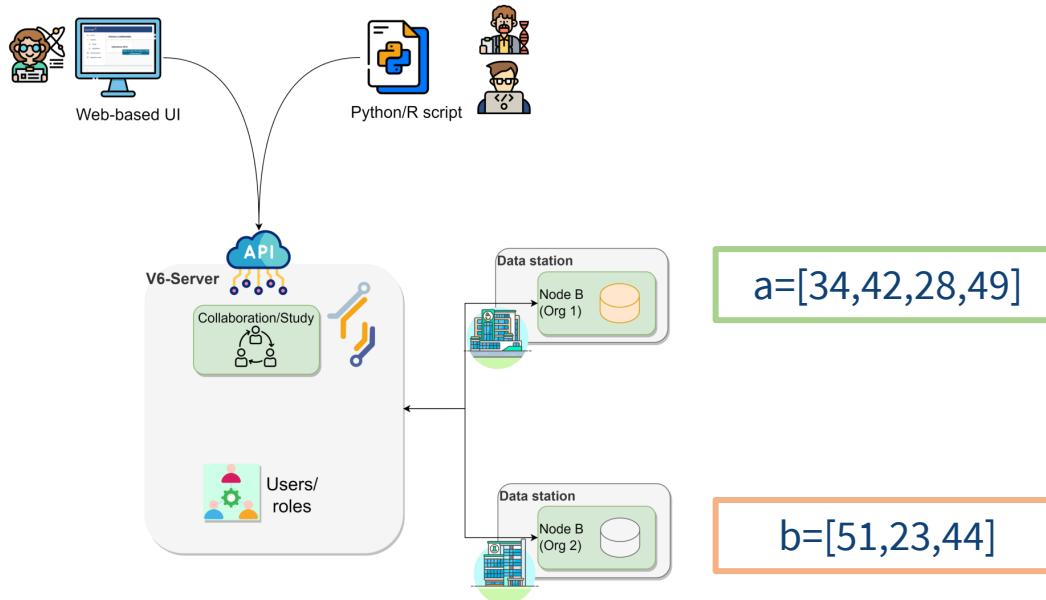 Web-based UI
Python/R script
API
V6-Server
Collaboration/Study
Users/
roles
Data station
Node B
(Org 1)
a=[34,42,28,49]
Data station
Node B
(Org 2)
b=[51,23,44]